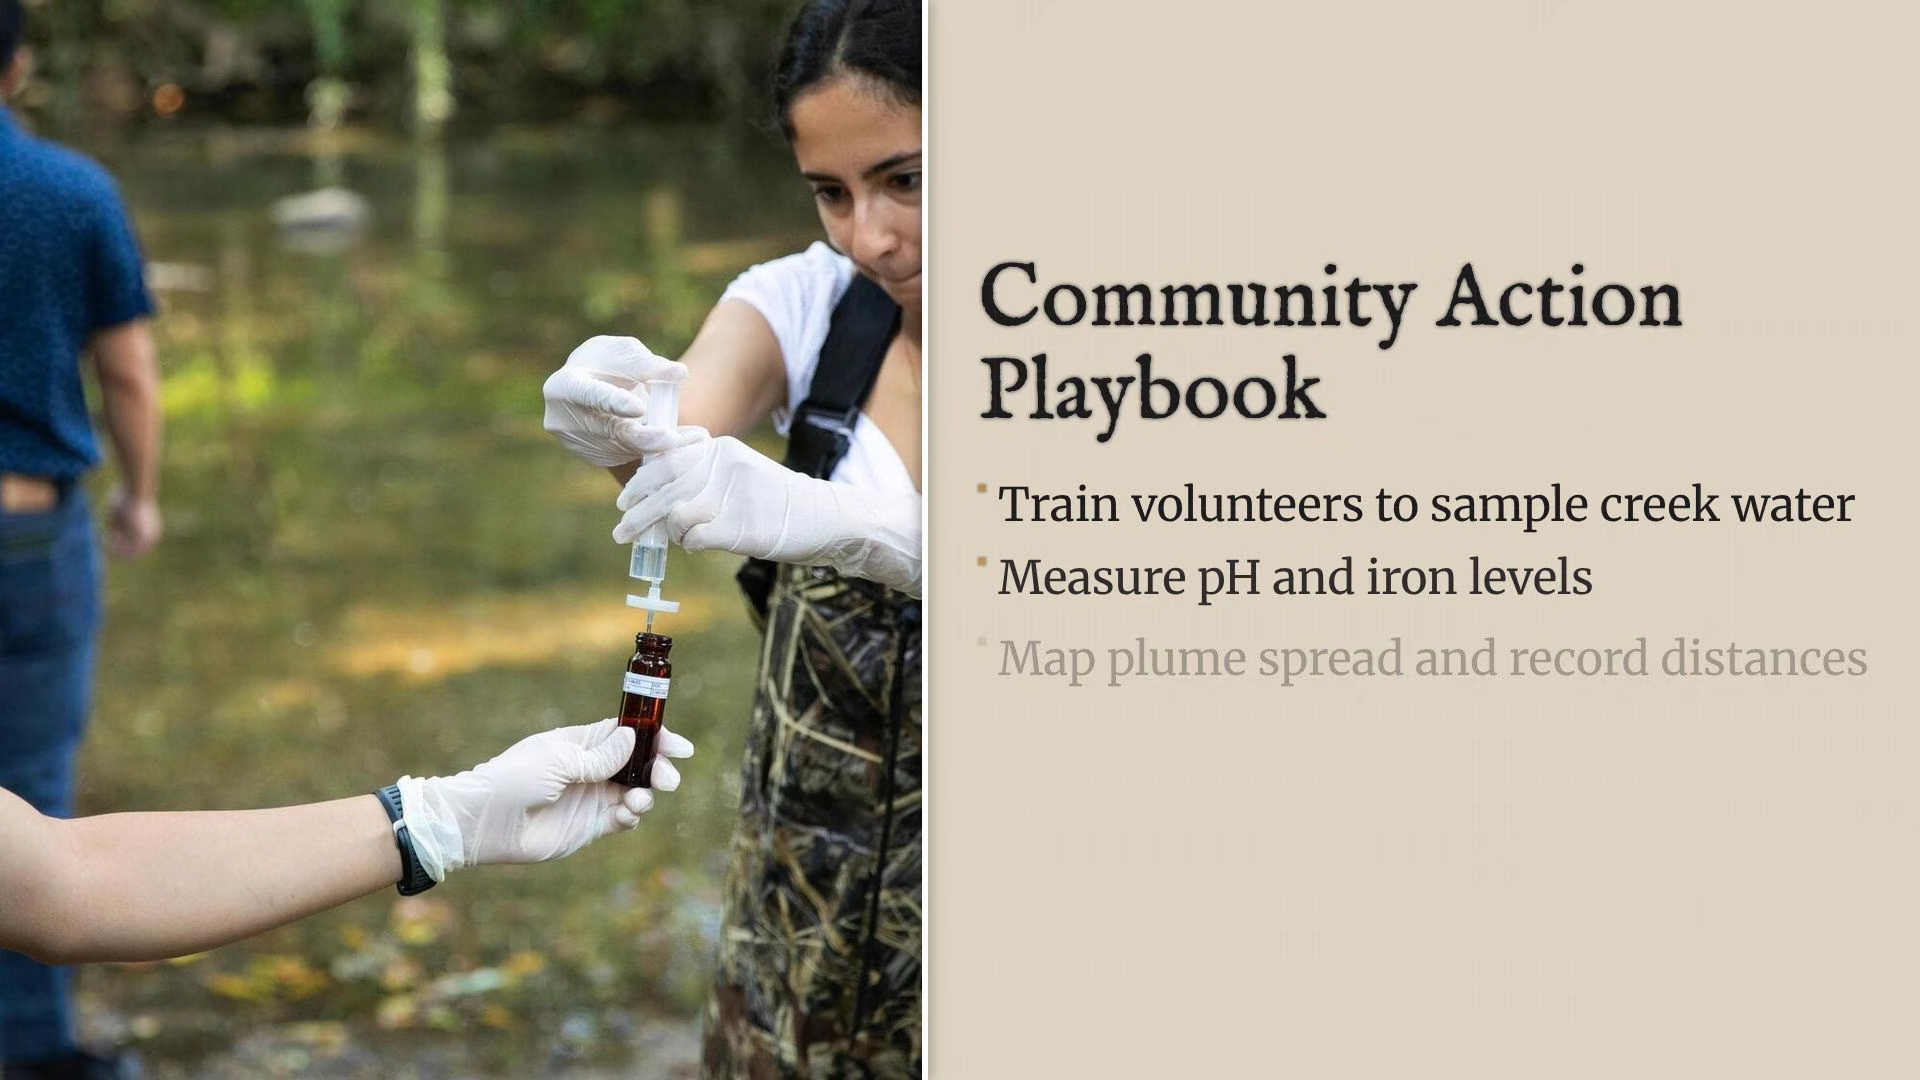 Community Action
Playbook
Train volunteers to sample creek water
Measure pH and iron levels
Map plume spread and record distances